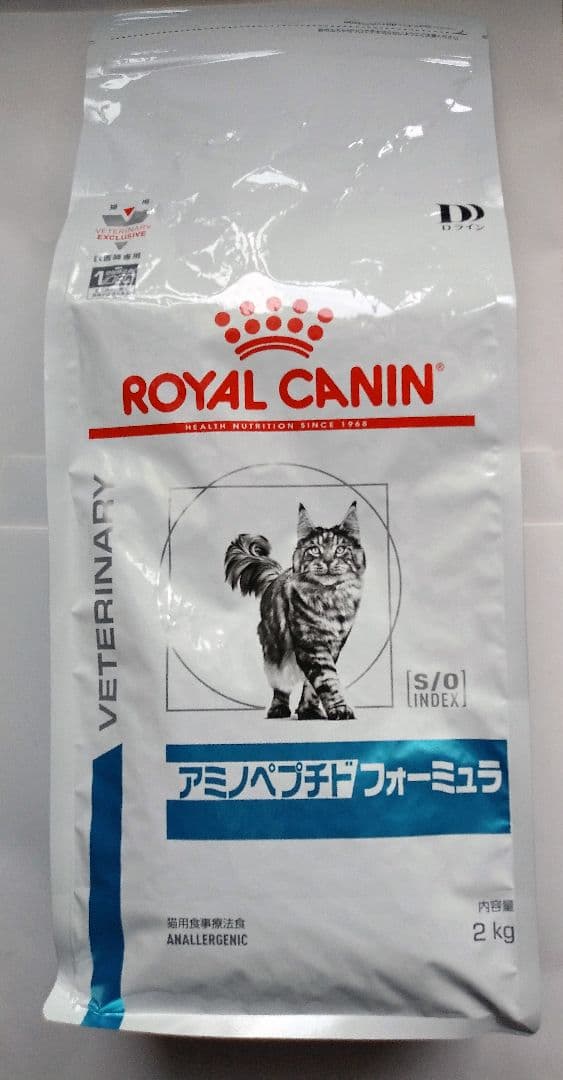 猫用
VETERINARY
EXCLUSIVE
獣医師専用
D
Dライン
ROYAL CANIN®
HEALTH NUTRITION SINCE 1968
VETERINARY
S/O
INDEX
アミノペプチド フォーミュラ
猫用食事療法食
ANALLERGENIC
内容量
2 kg